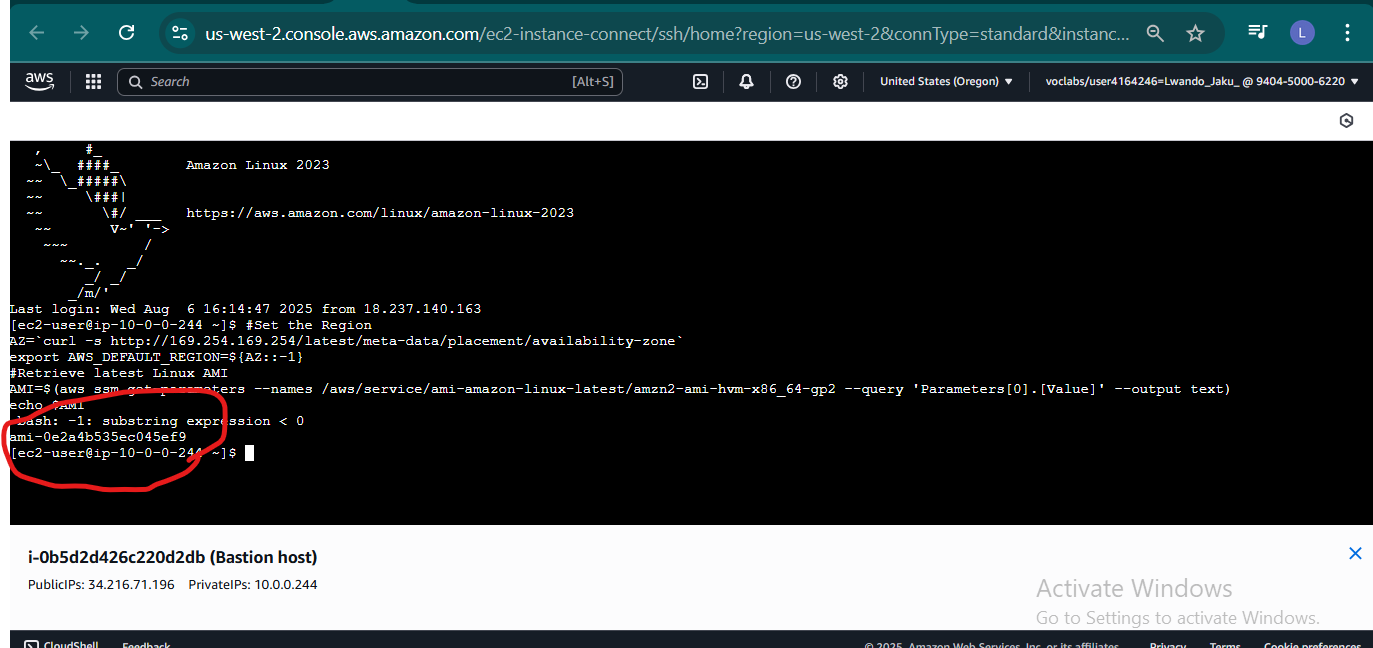 us-west-2.console.aws.amazon.com/ec2-instance-connect/ssh/home?region=us-west-2&connType=standard&instanc...
L
aws
Search
[Alt+S]
United States (Oregon)
voclabs/user4164246=Lwando_Jaku_ @ 9404-5000-6220
,     #_
~\_  ####_        Amazon Linux 2023
~~  \_#####\
~~     \###|
~~       \#/ ___   https://aws.amazon.com/linux/amazon-linux-2023
~~       V~' '->
~~~         /
~~._.   _/
_/ _/
_/m/'
Last login: Wed Aug  6 16:14:47 2025 from 18.237.140.163
[ec2-user@ip-10-0-0-244 ~]$ #Set the Region
AZ=`curl -s http://169.254.169.254/latest/meta-data/placement/availability-zone`
export AWS_DEFAULT_REGION=${AZ::-1}
#Retrieve latest Linux AMI
AMI=$(aws ssm get-parameters --names /aws/service/ami-amazon-linux-latest/amzn2-ami-hvm-x86_64-gp2 --query 'Parameters[0].[Value]' --output text)
echo $AMI
-bash: -1: substring expression < 0
ami-0e2a4b535ec045ef9
[ec2-user@ip-10-0-0-244 ~]$
i-0b5d2d426c220d2db (Bastion host)
PublicIPs: 34.216.71.196 PrivateIPs: 10.0.0.244
Activate Windows
Go to Settings to activate Windows.
CloudShell
Feedback
© 2025, Amazon Web Services, Inc. or its affiliates.
Privacy
Terms
Cookie preferences